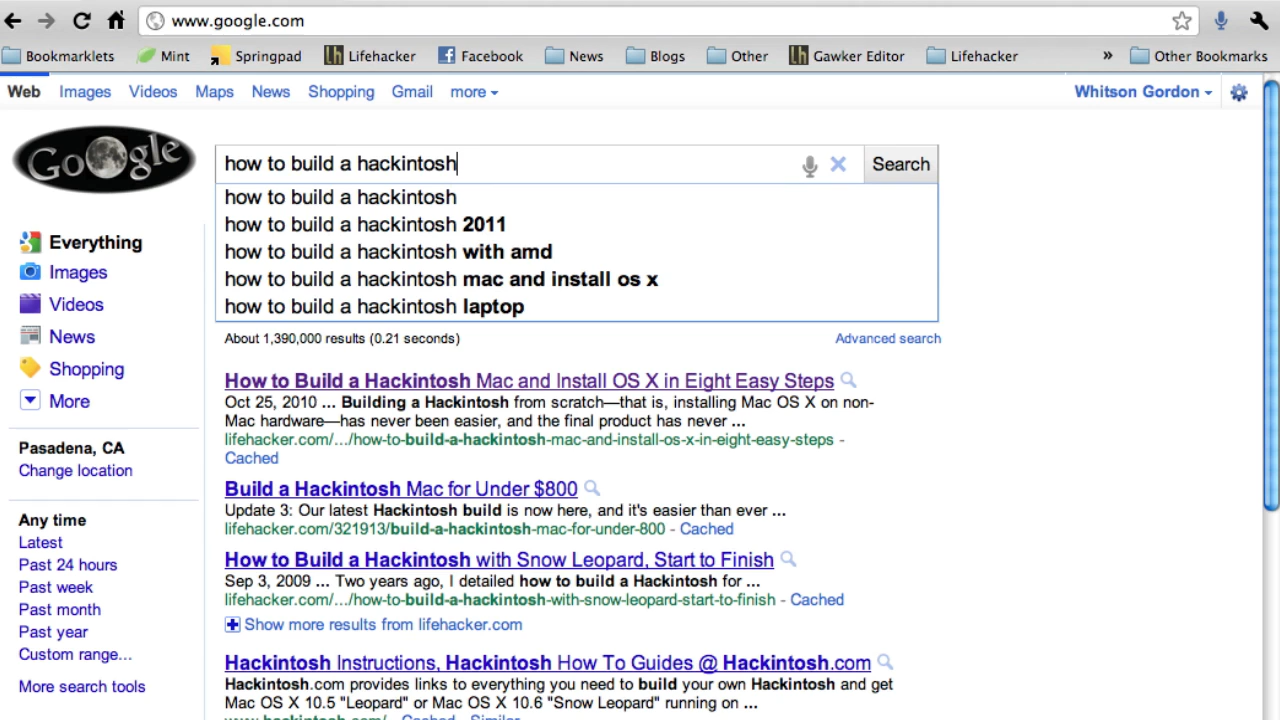 www.google.com
Bookmarklets Mint Springpad Lifehacker Facebook News Blogs Other Gawker Editor Lifehacker » Other Bookmarks
Web Images Videos Maps News Shopping Gmail more Whitson Gordon
Google
how to build a hackintosh Search
how to build a hackintosh
how to build a hackintosh 2011
how to build a hackintosh with amd
how to build a hackintosh mac and install os x
how to build a hackintosh laptop
Everything
Images
Videos
News
Shopping
More
Pasadena, CA
Change location
Any time
Latest
Past 24 hours
Past week
Past month
Past year
Custom range...
More search tools
About 1,390,000 results (0.21 seconds) Advanced search
How to Build a Hackintosh Mac and Install OS X in Eight Easy Steps
Oct 25, 2010 ... Building a Hackintosh from scratch—that is, installing Mac OS X on non-
Mac hardware—has never been easier, and the final product has never ...
lifehacker.com/.../how-to-build-a-hackintosh-mac-and-install-os-x-in-eight-easy-steps -
Cached
Build a Hackintosh Mac for Under $800
Update 3: Our latest Hackintosh build is now here, and it's easier than ever ...
lifehacker.com/321913/build-a-hackintosh-mac-for-under-800 - Cached
How to Build a Hackintosh with Snow Leopard, Start to Finish
Sep 3, 2009 ... Two years ago, I detailed how to build a Hackintosh for ...
lifehacker.com/.../how-to-build-a-hackintosh-with-snow-leopard-start-to-finish - Cached
Show more results from lifehacker.com
Hackintosh Instructions, Hackintosh How To Guides @ Hackintosh.com
Hackintosh.com provides links to everything you need to build your own Hackintosh and get
Mac OS X 10.5 "Leopard" or Mac OS X 10.6 "Snow Leopard" running on ...
www.hackintosh.com/ - Cached - Similar